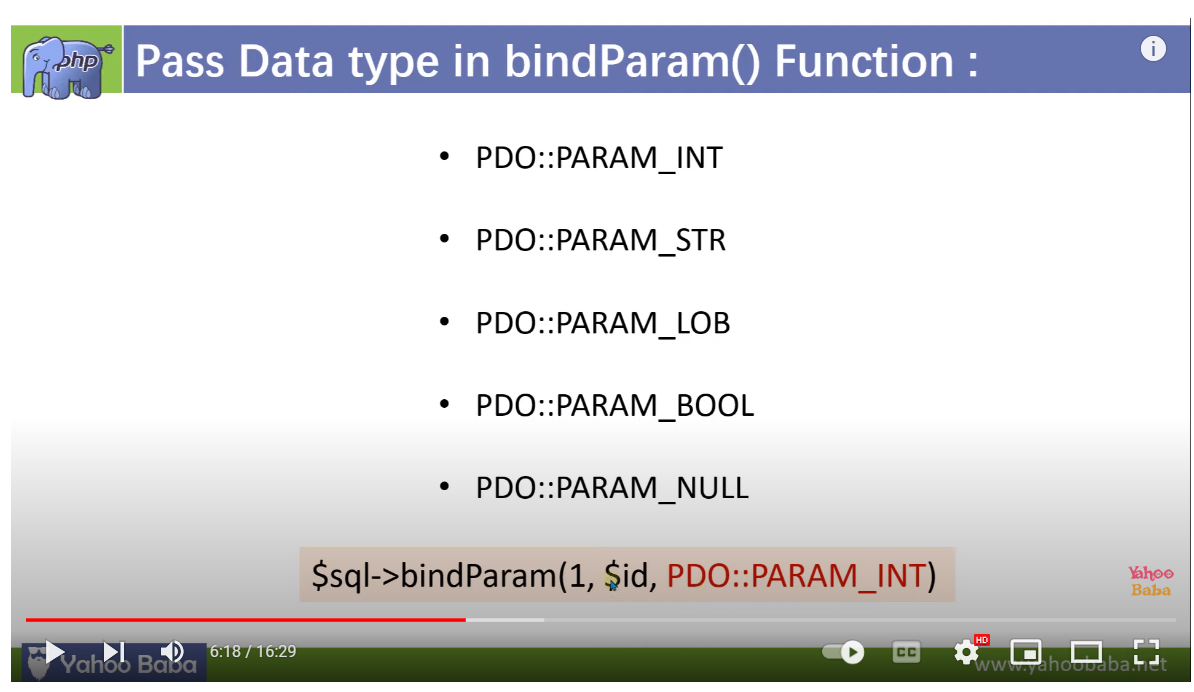 php
Pass Data type in bindParam() Function :
i
• PDO::PARAM_INT
• PDO::PARAM_STR
• PDO::PARAM_LOB
• PDO::PARAM_BOOL
• PDO::PARAM_NULL
$sql->bindParam(1, $id, PDO::PARAM_INT)
Yahoo
Baba
Yahoo Baba
6:18 / 16:29
CC
HD
www.yahoobaba.net